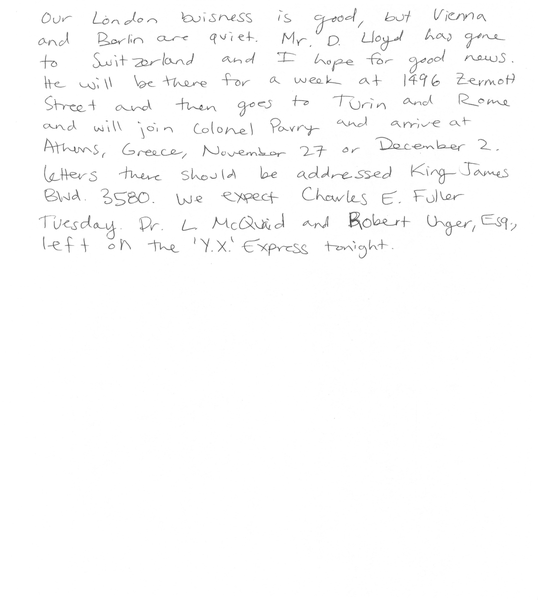 Our London buisness is good, but Vienna
and Berlin are quiet. Mr. D. Lloyd has gone
to Switzerland and I hope for good news.
He will be there for a week at 1496 Zermott
Street and then goes to Turin and Rome
and will join Colonel Parry and arrive at
Athens, Greece, November 27 or December 2.
Letters there should be addressed King James
Blvd. 3580. We expect Charles E. Fuller
Tuesday. Dr. L McQuaid and Robert Unger, Esq.,
left on the 'Y.X.' Express tonight.